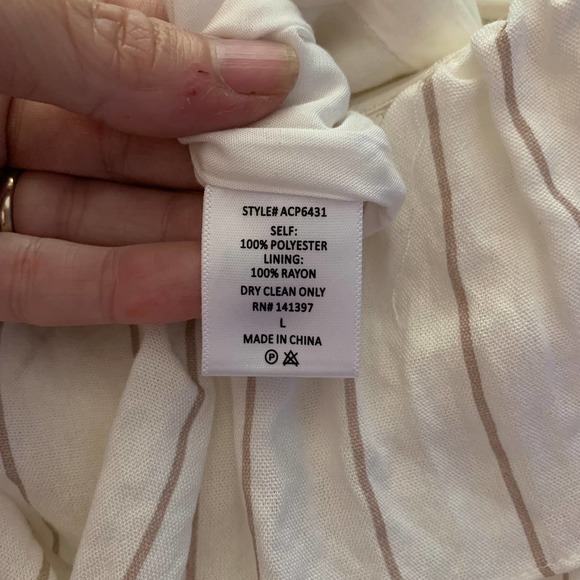 STYLE# ACP6431
SELF:
100% POLYESTER
LINING:
100% RAYON
DRY CLEAN ONLY
RN# 141397
L
MADE IN CHINA
P